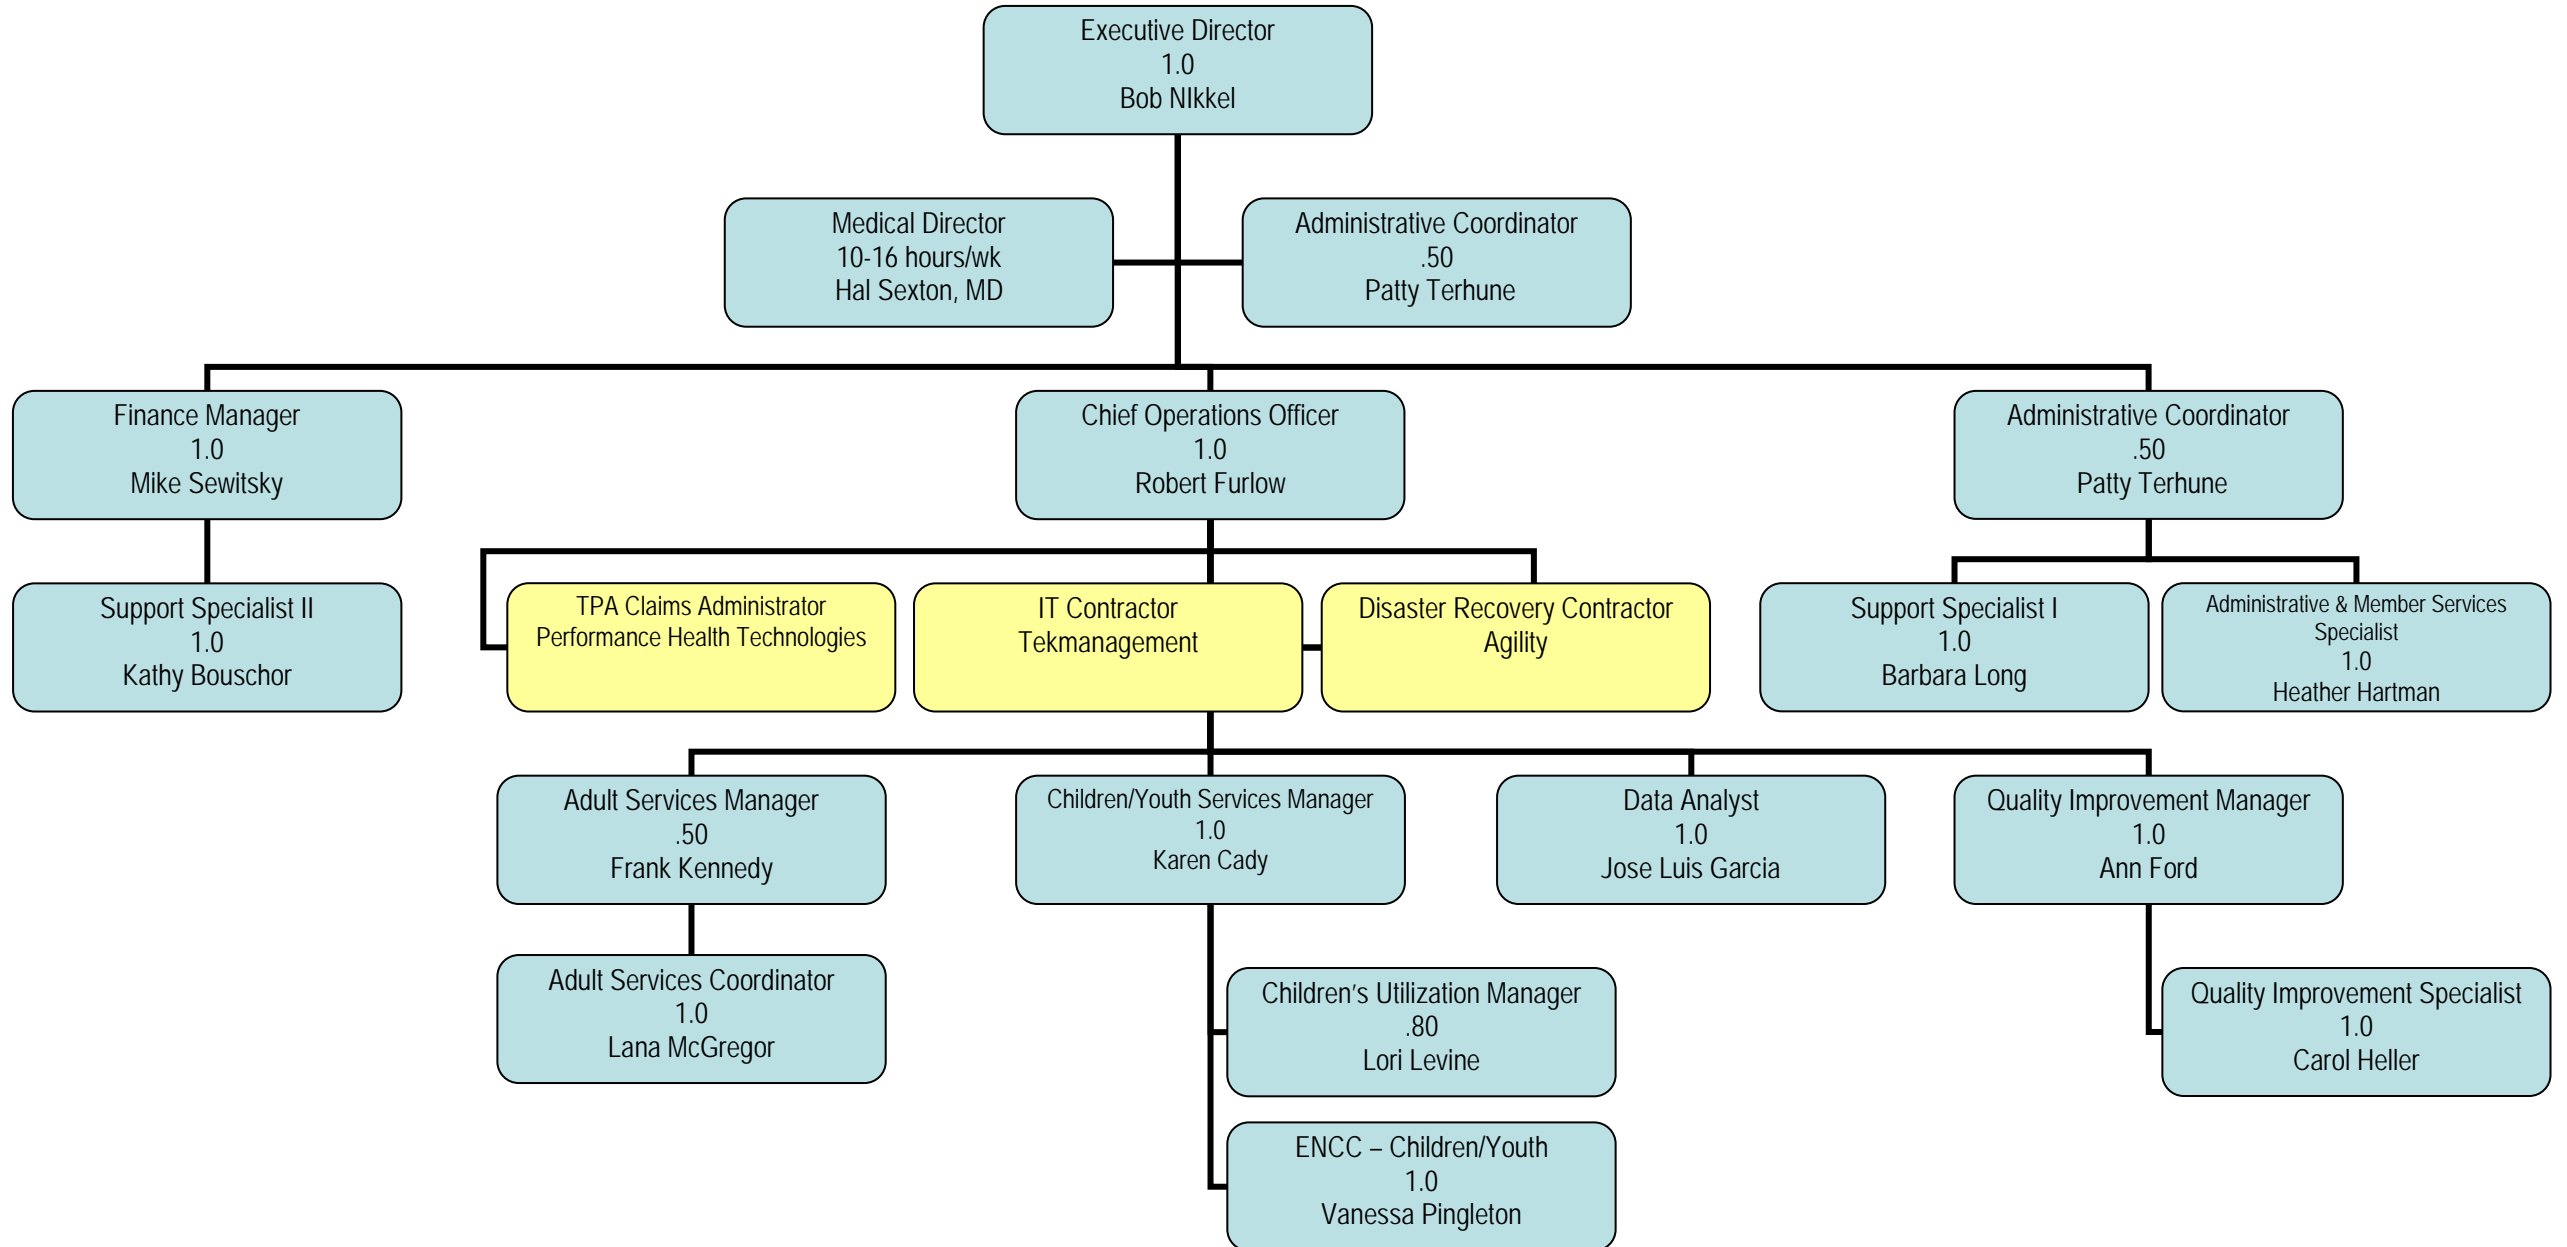 Executive Director
1.0
Bob NIkkel
Medical Director
10-16 hours/wk
Hal Sexton, MD
Administrative Coordinator
.50
Patty Terhune
Finance Manager
1.0
Mike Sewitsky
Chief Operations Officer
1.0
Robert Furlow
Administrative Coordinator
.50
Patty Terhune
Support Specialist II
1.0
Kathy Bouschor
TPA Claims Administrator
Performance Health Technologies
IT Contractor
Tekmanagement
Disaster Recovery Contractor
Agility
Support Specialist I
1.0
Barbara Long
Administrative & Member Services
Specialist
1.0
Heather Hartman
Adult Services Manager
.50
Frank Kennedy
Children/Youth Services Manager
1.0
Karen Cady
Data Analyst
1.0
Jose Luis Garcia
Quality Improvement Manager
1.0
Ann Ford
Adult Services Coordinator
1.0
Lana McGregor
Children’s Utilization Manager
.80
Lori Levine
Quality Improvement Specialist
1.0
Carol Heller
ENCC – Children/Youth
1.0
Vanessa Pingleton